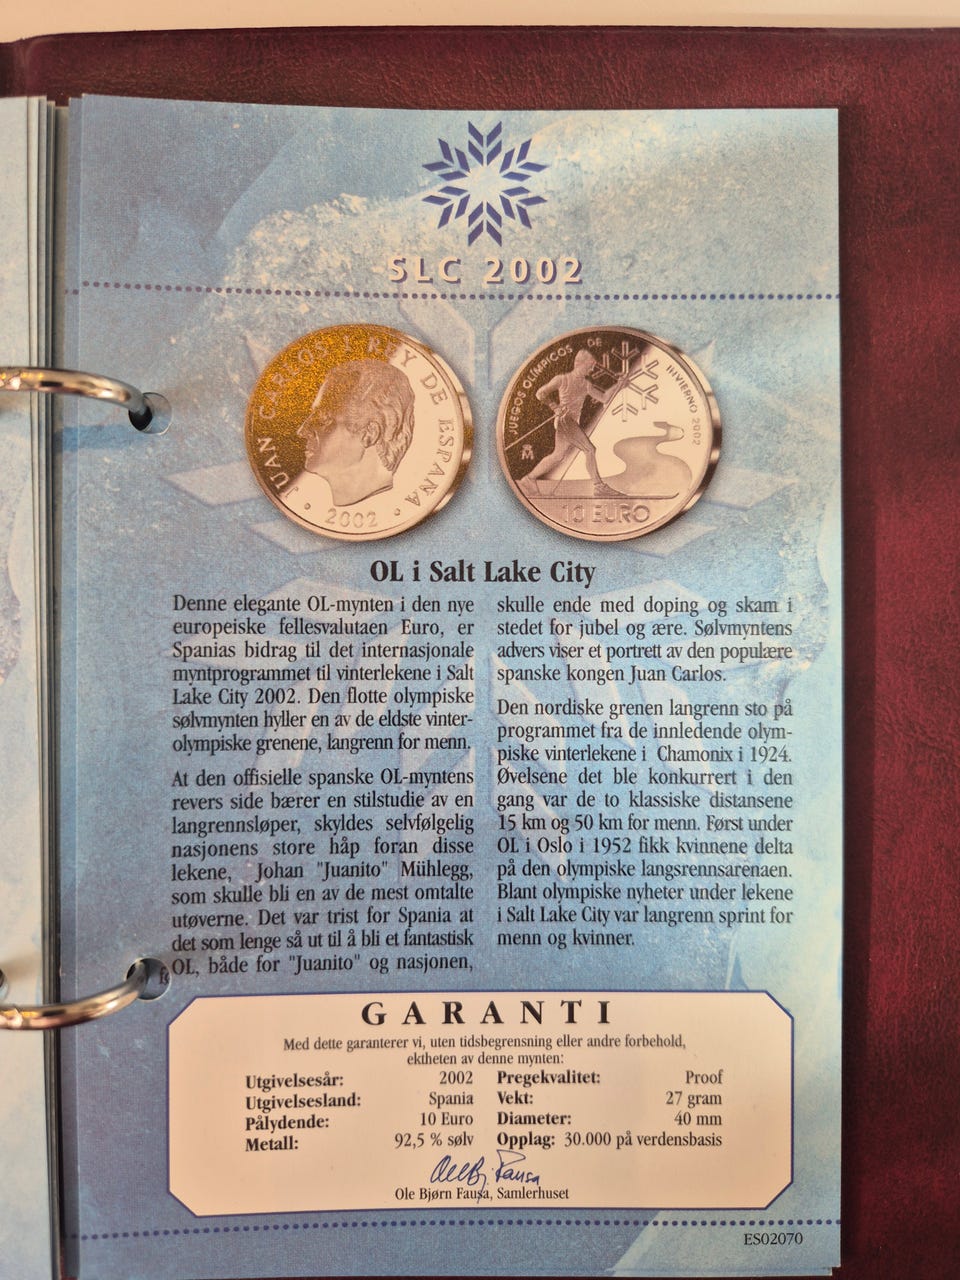 SLC 2002
JUAN CARLOS I REY DE ESPAÑA
• 2002 •
JUEGOS OLÍMPICOS DE INVIERNO 2002
M
10 EURO
OL i Salt Lake City
Denne elegante OL-mynten i den nye
europeiske fellesvalutaen Euro, er
Spanias bidrag til det internasjonale
myntprogrammet til vinterlekene i Salt
Lake City 2002. Den flotte olympiske
sølvmynten hyller en av de eldste vinter-
olympiske grenene, langrenn for menn.
At den offisielle spanske OL-myntens
revers side bærer en stilstudie av en
langrennsløper, skyldes selvfølgelig
nasjonens store håp foran disse
lekene, Johan "Juanito" Mühlegg,
som skulle bli en av de mest omtalte
utøverne. Det var trist for Spania at
det som lenge så ut til å bli et fantastisk
OL, både for "Juanito" og nasjonen,
skulle ende med doping og skam i
stedet for jubel og ære. Sølvmyntens
advers viser et portrett av den populære
spanske kongen Juan Carlos.
Den nordiske grenen langrenn sto på
programmet fra de innledende olym-
piske vinterlekene i Chamonix i 1924.
Øvelsene det ble konkurrert i den
gang var de to klassiske distansene
15 km og 50 km for menn. Først under
OL i Oslo i 1952 fikk kvinnene delta
på den olympiske langsrennsarenaen.
Blant olympiske nyheter under lekene
i Salt Lake City var langrenn sprint for
menn og kvinner.
GARANTI
Med dette garanterer vi, uten tidsbegrensning eller andre forbehold,
ektheten av denne mynten:
Utgivelsesår: 2002 Pregekvalitet: Proof
Utgivelsesland: Spania Vekt: 27 gram
Pålydende: 10 Euro Diameter: 40 mm
Metall: 92,5 % sølv Opplag: 30.000 på verdensbasis
Ole Bj. Fausa
Ole Bjørn Fausa, Samlerhuset
ES02070